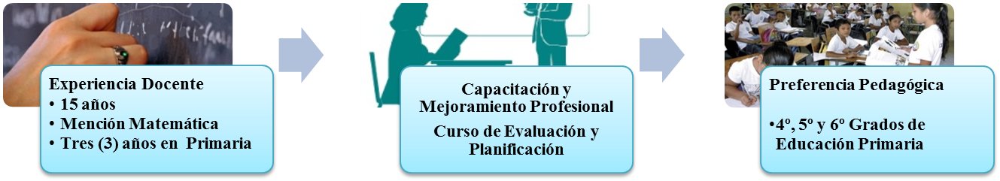 Experiencia Docente
• 15 años
• Mención Matemática
• Tres (3) años en Primaria
Capacitación y
Mejoramiento Profesional
Curso de Evaluación y
Planificación
Preferencia Pedagógica
•4º, 5º y 6º Grados de
Educación Primaria